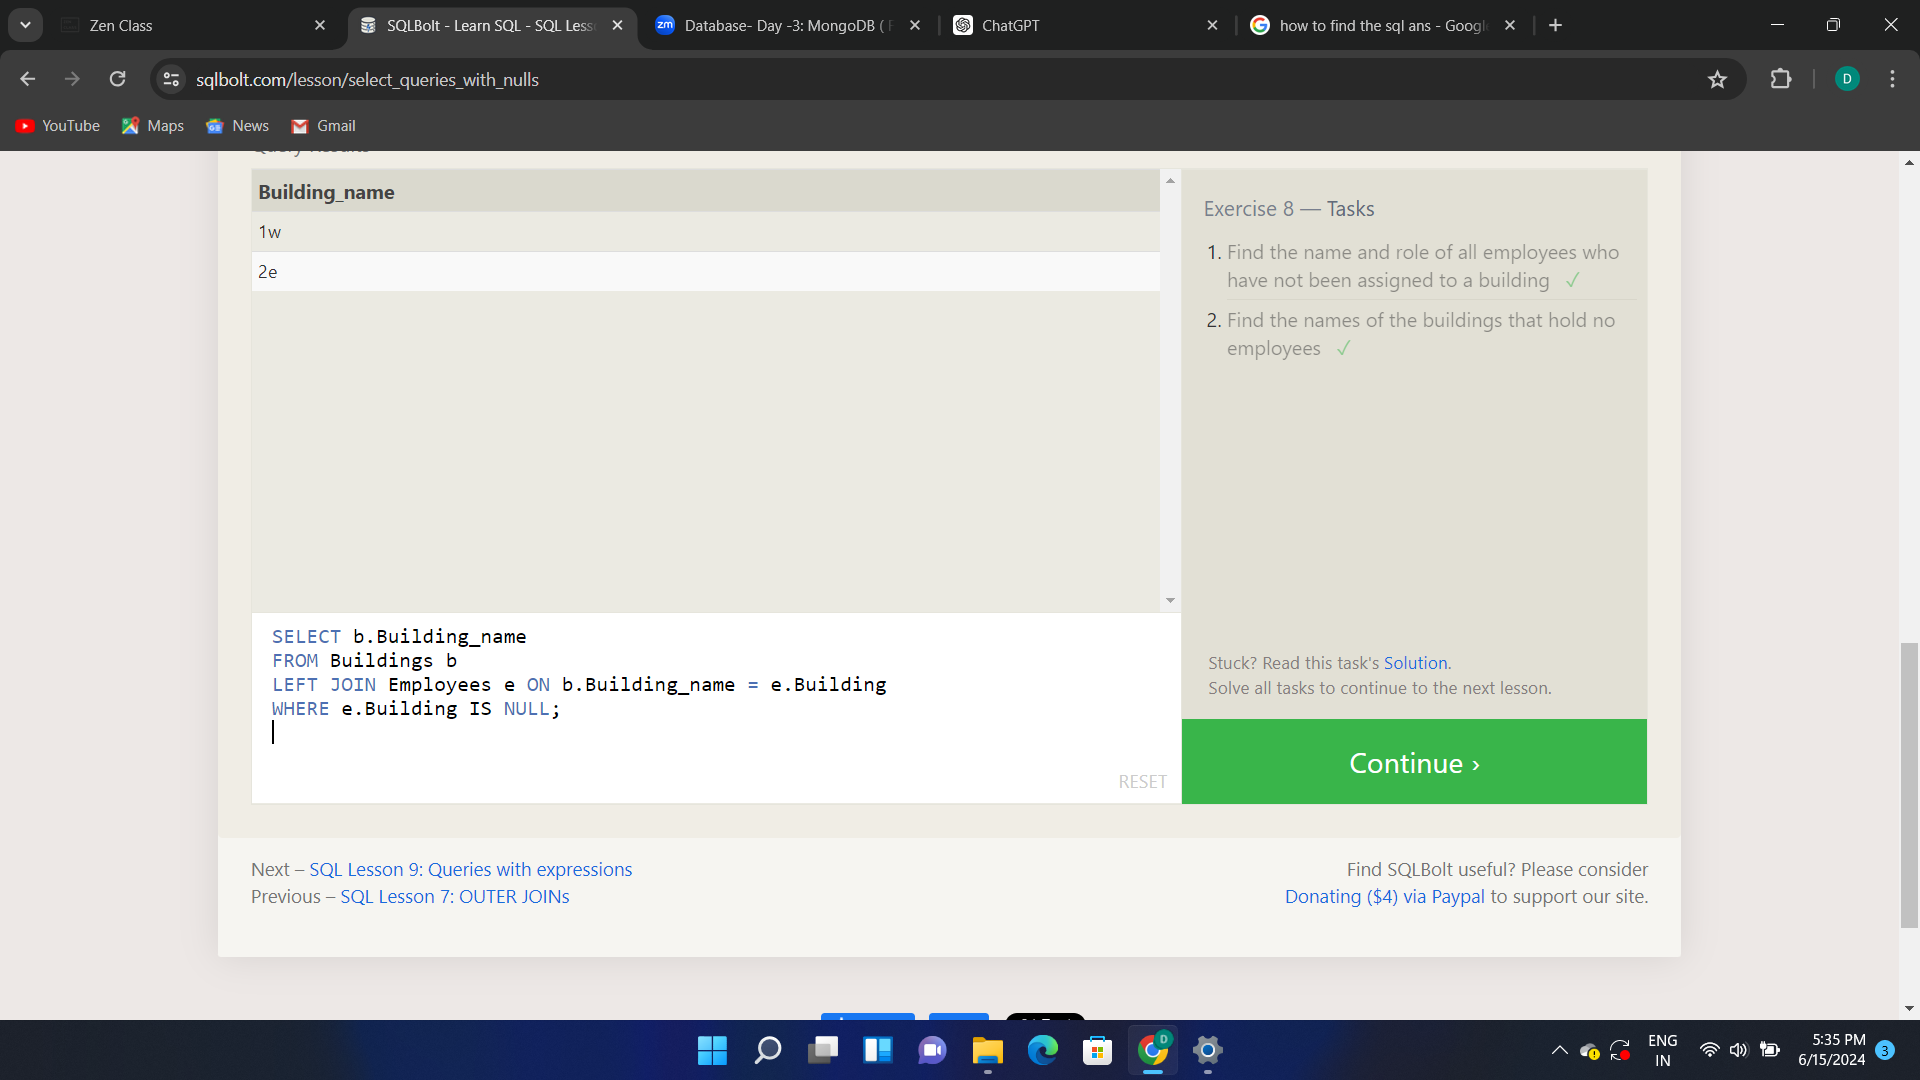 Zen Class
SQLBolt - Learn SQL - SQL Less
zm
Database- Day -3: MongoDB (
ChatGPT
how to find the sql ans - Googl
sqlbolt.com/lesson/select_queries_with_nulls
D
YouTube
Maps
News
Gmail
Query Results
Building_name
1w
2e
Exercise 8 — Tasks
1. Find the name and role of all employees who
have not been assigned to a building ✓
2. Find the names of the buildings that hold no
employees ✓
SELECT b.Building_name
FROM Buildings b
LEFT JOIN Employees e ON b.Building_name = e.Building
WHERE e.Building IS NULL;
RESET
Stuck? Read this task's Solution.
Solve all tasks to continue to the next lesson.
Continue ›
Next – SQL Lesson 9: Queries with expressions
Previous – SQL Lesson 7: OUTER JOINs
Find SQLBolt useful? Please consider
Donating ($4) via Paypal to support our site.
D
ENG
IN
5:35 PM
6/15/2024
3